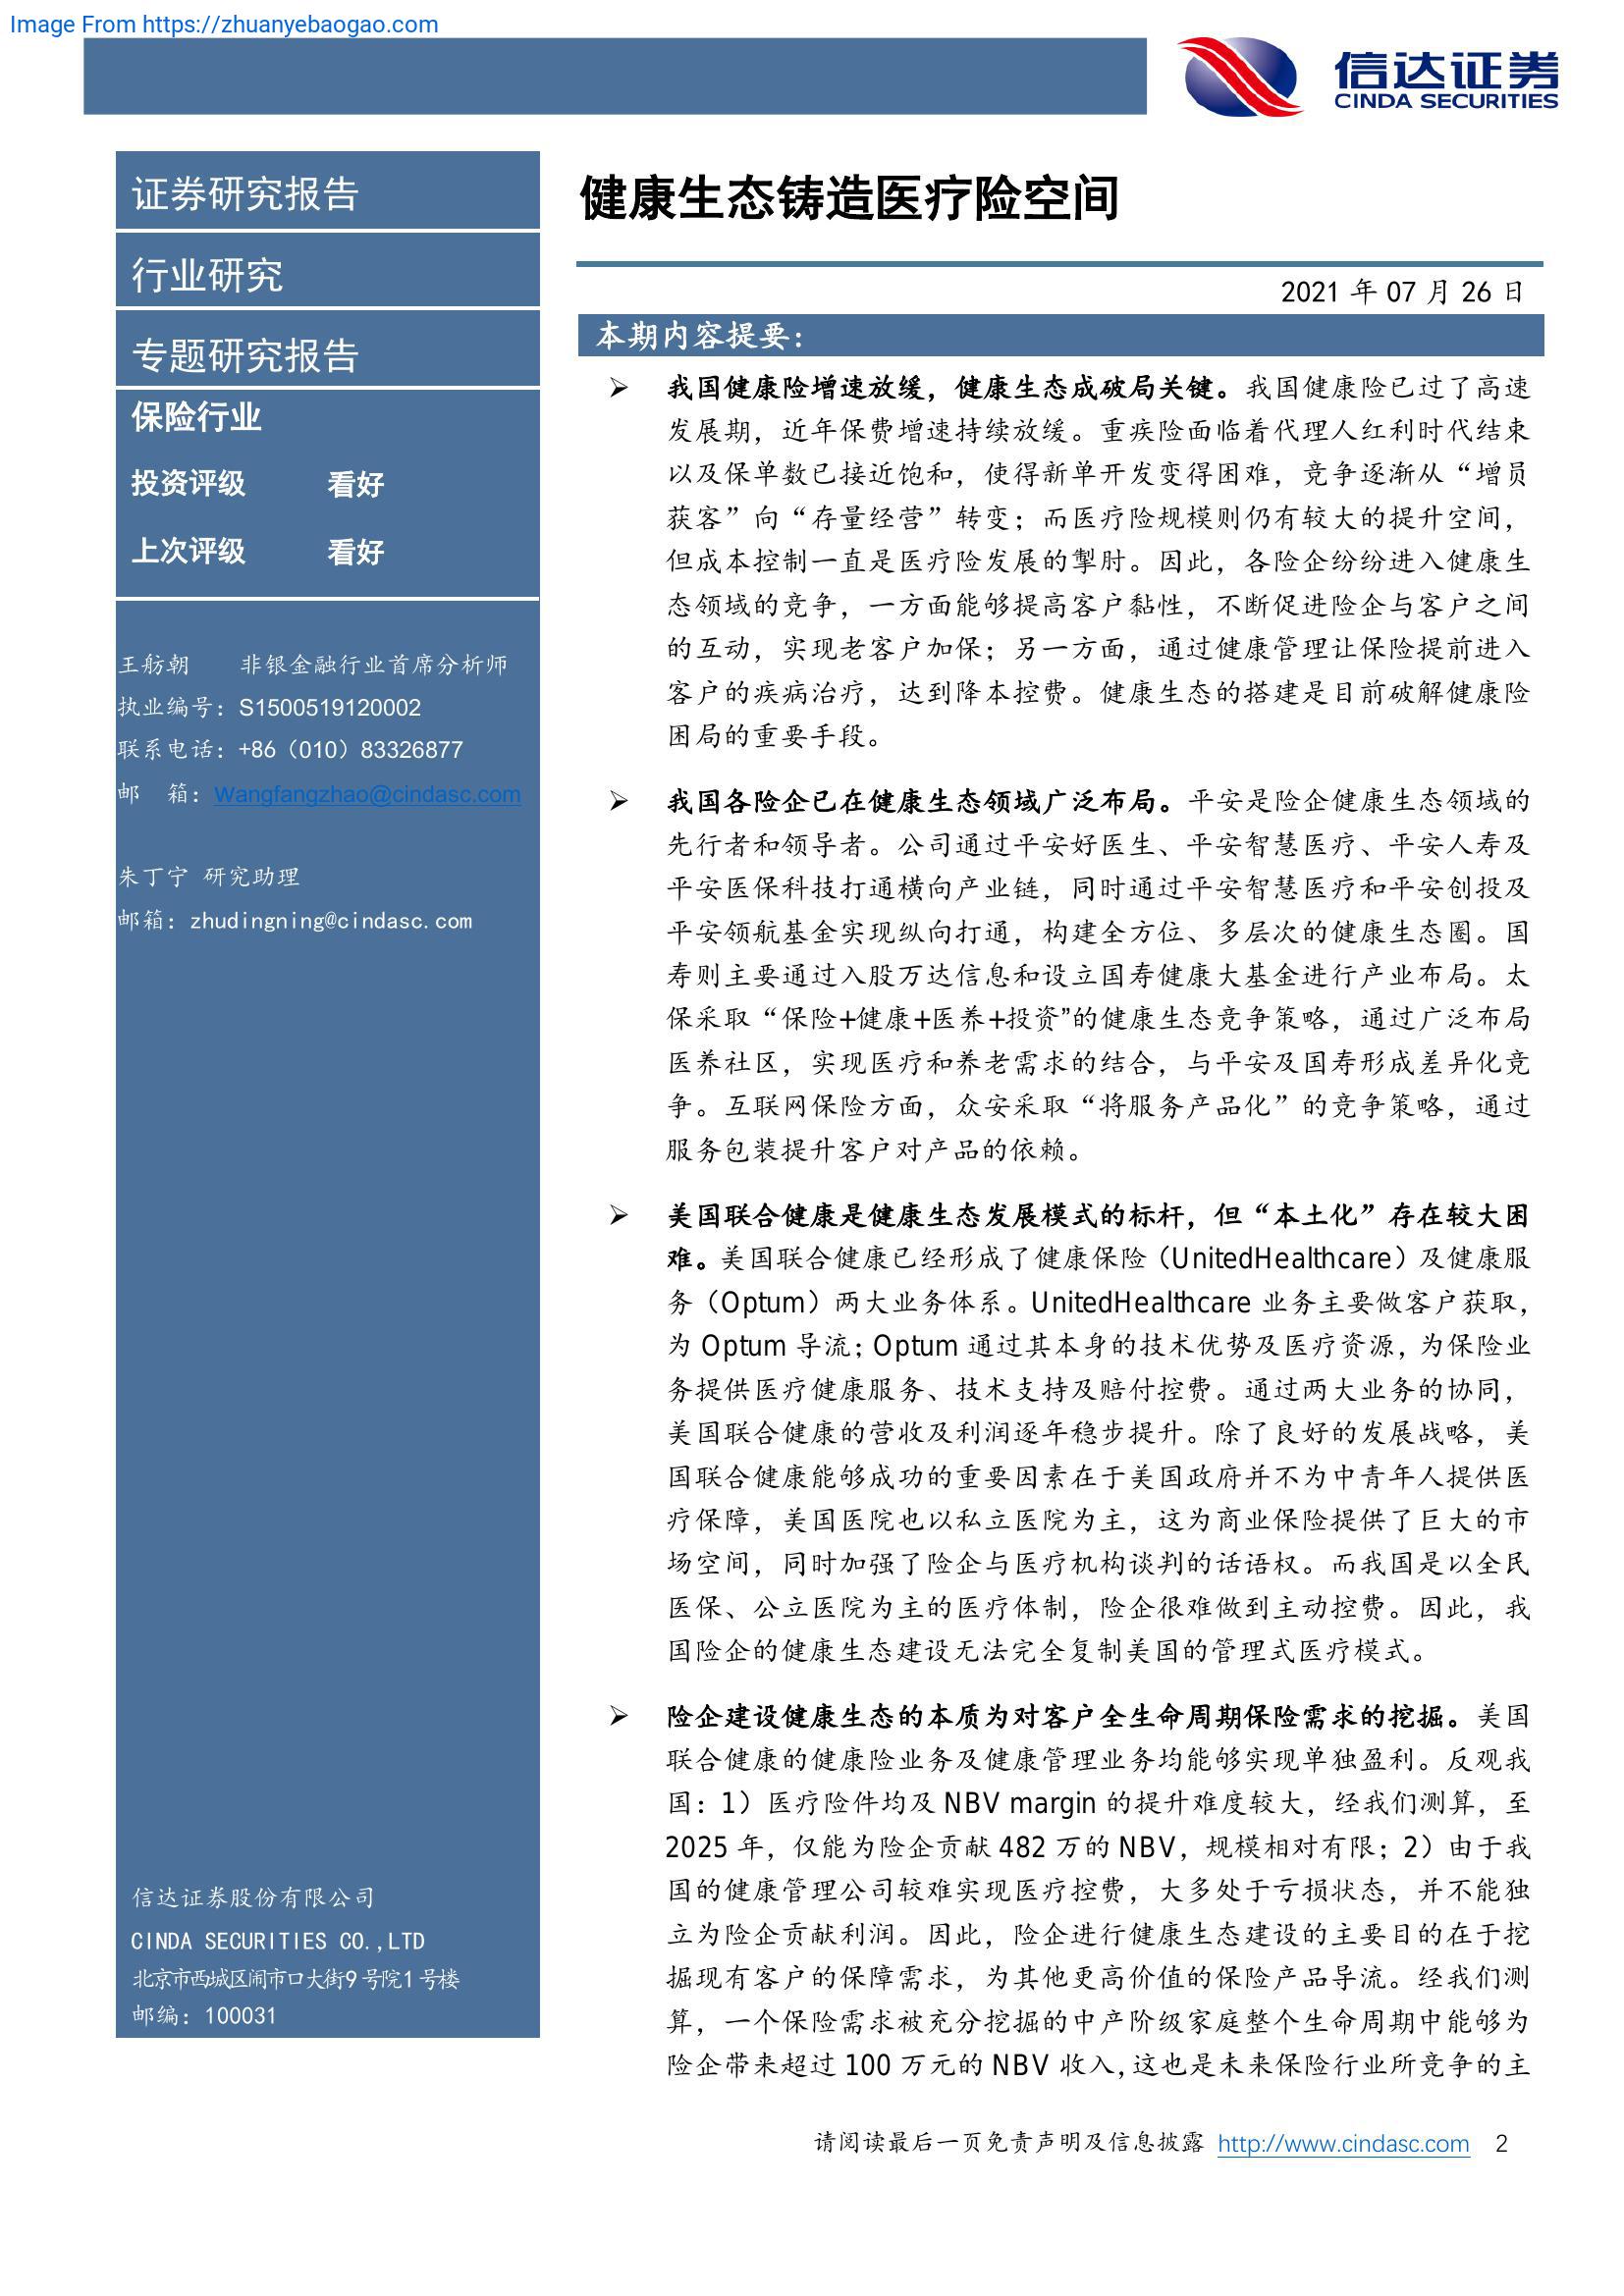 Image From https://zhuanyebaogao.com
信达证券
CINDA SECURITIES
证券研究报告
行业研究
专题研究报告
保险行业
投资评级 看好
上次评级 看好
王舫朝 非银金融行业首席分析师
执业编号：S1500519120002
联系电话：+86（010）83326877
邮 箱：wangfangzhao@cindasc.com
朱丁宁 研究助理
邮箱：zhudingning@cindasc.com
信达证券股份有限公司
CINDA SECURITIES CO.,LTD
北京市西城区闹市口大街9号院1号楼
邮编：100031
健康生态铸造医疗险空间
2021 年 07 月 26 日
本期内容提要：
➢ 我国健康险增速放缓，健康生态成破局关键。我国健康险已过了高速
发展期，近年保费增速持续放缓。重疾险面临着代理人红利时代结束
以及保单数已接近饱和，使得新单开发变得困难，竞争逐渐从“增员
获客”向“存量经营”转变；而医疗险规模则仍有较大的提升空间，
但成本控制一直是医疗险发展的掣肘。因此，各险企纷纷进入健康生
态领域的竞争，一方面能够提高客户黏性，不断促进险企与客户之间
的互动，实现老客户加保；另一方面，通过健康管理让保险提前进入
客户的疾病治疗，达到降本控费。健康生态的搭建是目前破解健康险
困局的重要手段。
➢ 我国各险企已在健康生态领域广泛布局。平安是险企健康生态领域的
先行者和领导者。公司通过平安好医生、平安智慧医疗、平安人寿及
平安医保科技打通横向产业链，同时通过平安智慧医疗和平安创投及
平安领航基金实现纵向打通，构建全方位、多层次的健康生态圈。国
寿则主要通过入股万达信息和设立国寿健康大基金进行产业布局。太
保采取“保险+健康+医养+投资”的健康生态竞争策略，通过广泛布局
医养社区，实现医疗和养老需求的结合，与平安及国寿形成差异化竞
争。互联网保险方面，众安采取“将服务产品化”的竞争策略，通过
服务包装提升客户对产品的依赖。
➢ 美国联合健康是健康生态发展模式的标杆，但“本土化”存在较大困
难。美国联合健康已经形成了健康保险（UnitedHealthcare）及健康服
务（Optum）两大业务体系。UnitedHealthcare 业务主要做客户获取，
为 Optum 导流；Optum 通过其本身的技术优势及医疗资源，为保险业
务提供医疗健康服务、技术支持及赔付控费。通过两大业务的协同，
美国联合健康的营收及利润逐年稳步提升。除了良好的发展战略，美
国联合健康能够成功的重要因素在于美国政府并不为中青年人提供医
疗保障，美国医院也以私立医院为主，这为商业保险提供了巨大的市
场空间，同时加强了险企与医疗机构谈判的话语权。而我国是以全民
医保、公立医院为主的医疗体制，险企很难做到主动控费。因此，我
国险企的健康生态建设无法完全复制美国的管理式医疗模式。
➢ 险企建设健康生态的本质为对客户全生命周期保险需求的挖掘。美国
联合健康的健康险业务及健康管理业务均能够实现单独盈利。反观我
国：1）医疗险件均及 NBV margin 的提升难度较大，经我们测算，至
2025 年，仅能为险企贡献 482 万的 NBV，规模相对有限；2）由于我
国的健康管理公司较难实现医疗控费，大多处于亏损状态，并不能独
立为险企贡献利润。因此，险企进行健康生态建设的主要目的在于挖
掘现有客户的保障需求，为其他更高价值的保险产品导流。经我们测
算，一个保险需求被充分挖掘的中产阶级家庭整个生命周期中能够为
险企带来超过 100 万元的 NBV 收入，这也是未来保险行业所竞争的主
请阅读最后一页免责声明及信息披露 http://www.cindasc.com 2